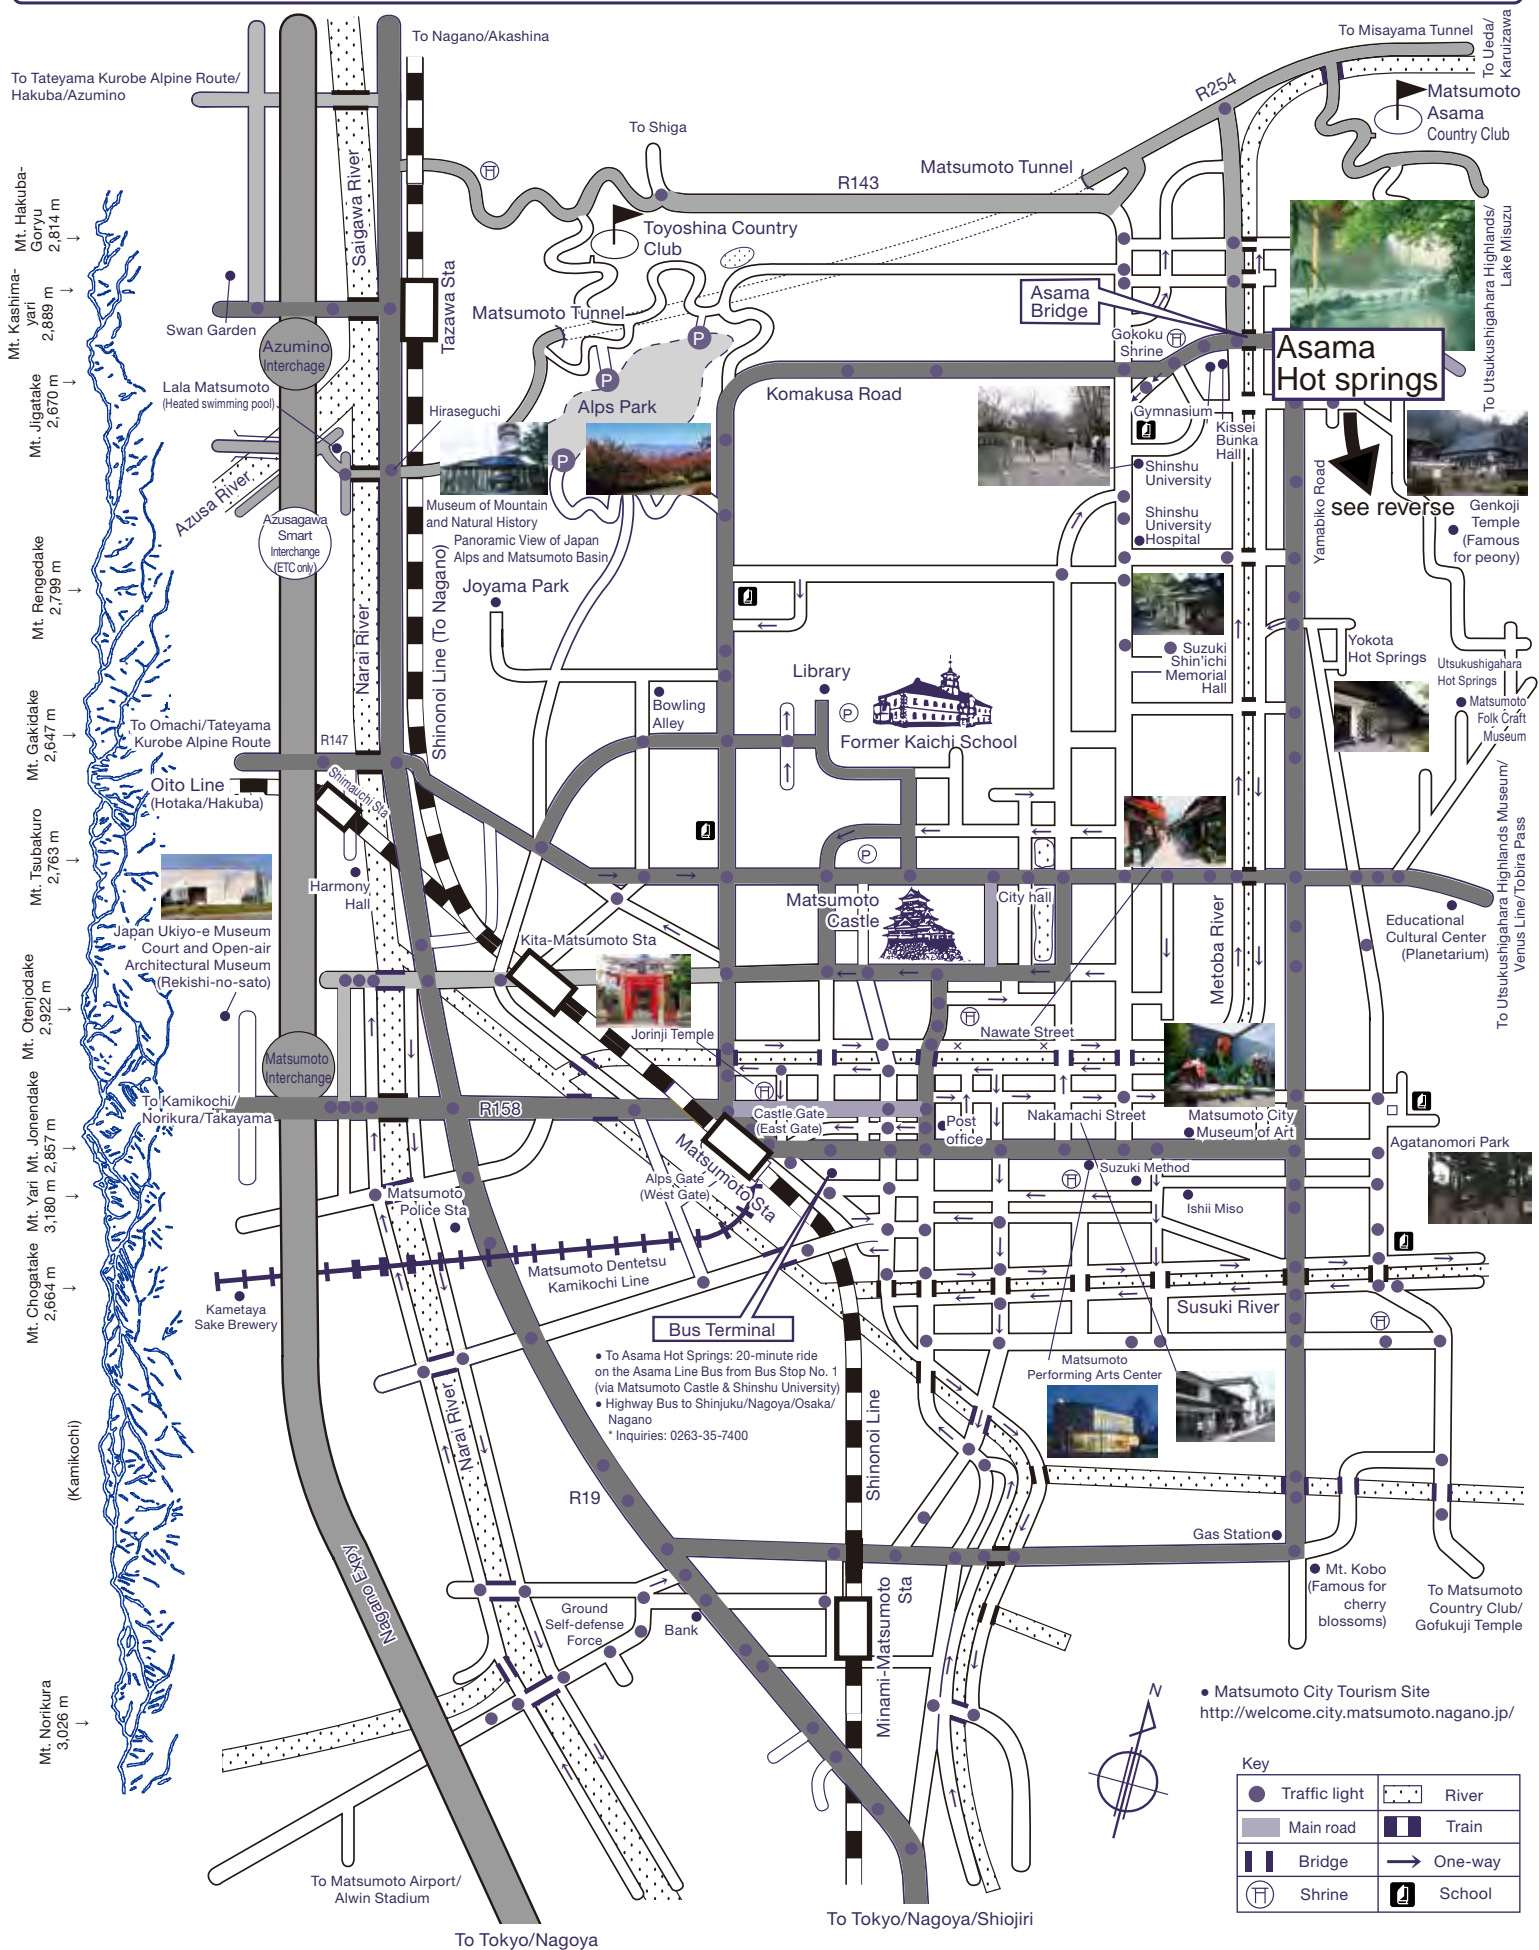 To Nagano/Akashina
To Misayama Tunnel
To Ueda/
Karuizawa
To Tateyama Kurobe Alpine Route/
Hakuba/Azumino
R254
Matsumoto
Asama
Country Club
To Shiga
Matsumoto Tunnel
R143
Saigawa River
Mt. Hakuba-
Goryu
2,814 m
→
Toyoshina Country
Club
To Utsukushigahara Highlands/
Lake Misuzu
Tazawa Sta
Mt. Kashima-
yari
2,889 m
→
Swan Garden
Matsumoto Tunnel
Asama
Bridge
Gokoku
Shrine
Azumino
Interchage
P
Asama
Hot springs
Mt. Jigatake
2,670 m
→
Lala Matsumoto
(Heated swimming pool)
P
Alps Park
Komakusa Road
Hiraseguchi
Gymnasium
Kissei
Bunka
Hall
P
Shinshu
University
Yamabiko Road
see reverse
Azusa River
Azusagawa
Smart
Interchange
(ETC only)
Museum of Mountain
and Natural History
Panoramic View of Japan
Alps and Matsumoto Basin
Shinshu
University
Hospital
Genkoji
Temple
(Famous
for peony)
Mt. Rengedake
2,799 m
→
Joyama Park
Narai River
Shinonoi Line (To Nagano)
Suzuki
Shin'ichi
Memorial
Hall
Yokota
Hot Springs
Utsukushigahara
Hot Springs
Library
Bowling
Alley
P
Former Kaichi School
Matsumoto
Folk Craft
Museum
Mt. Gakidake
2,647 m
→
To Omachi/Tateyama
Kurobe Alpine Route
R147
Oito Line
(Hotaka/Hakuba)
Shimauchi Sta
To Utsukushigahara Highlands Museum/
Venus Line/Tobira Pass
Mt. Tsubakuro
2,763 m
→
P
Harmony
Hall
Matsumoto
Castle
City hall
Educational
Cultural Center
(Planetarium)
Japan Ukiyo-e Museum
Court and Open-air
Architectural Museum
(Rekishi-no-sato)
Kita-Matsumoto Sta
Metoba River
Mt. Otenjodake
2,922 m
→
Jorinji Temple
Nawate Street
Matsumoto
Interchange
Mt. Jonendake
2,857 m
→
To Kamikochi/
Norikura/Takayama
R158
Castle Gate
(East Gate)
Post
office
Nakamachi Street
Matsumoto City
Museum of Art
Agatanomori Park
Matsumoto Sta
Alps Gate
(West Gate)
Suzuki Method
Ishii Miso
Mt. Yari
3,180 m
→
Matsumoto
Police Sta
Matsumoto Dentetsu
Kamikochi Line
Mt. Chogatake
2,664 m
→
Kametaya
Sake Brewery
Susuki River
Bus Terminal
● To Asama Hot Springs: 20-minute ride
on the Asama Line Bus from Bus Stop No. 1
(via Matsumoto Castle & Shinshu University)
● Highway Bus to Shinjuku/Nagoya/Osaka/
Nagano
* Inquiries: 0263-35-7400
Matsumoto
Performing Arts Center
Narai River
(Kamikochi)
Shinonoi Line
R19
Gas Station
Mt. Kobo
(Famous for
cherry
blossoms)
To Matsumoto
Country Club/
Gofukuji Temple
Nagano Expy
Ground
Self-defense
Force
Bank
Minami-Matsumoto
Sta
Mt. Norikura
3,026 m
→
N
● Matsumoto City Tourism Site
http://welcome.city.matsumoto.nagano.jp/
Key
Traffic light
River
Main road
Train
Bridge
One-way
Shrine
School
To Matsumoto Airport/
Alwin Stadium
To Tokyo/Nagoya/Shiojiri
To Tokyo/Nagoya